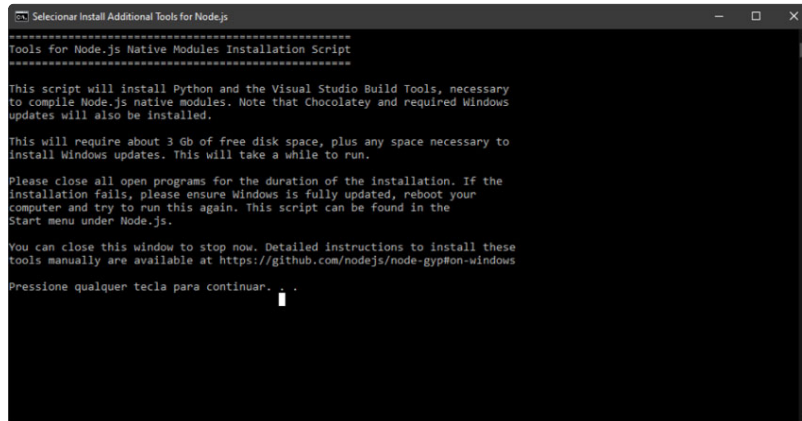 Selecionar Install Additional Tools for Node.js
====================================================
Tools for Node.js Native Modules Installation Script
====================================================
This script will install Python and the Visual Studio Build Tools, necessary
to compile Node.js native modules. Note that Chocolatey and required Windows
updates will also be installed.
This will require about 3 Gb of free disk space, plus any space necessary to
install Windows updates. This will take a while to run.
Please close all open programs for the duration of the installation. If the
installation fails, please ensure Windows is fully updated, reboot your
computer and try to run this again. This script can be found in the
Start menu under Node.js.
You can close this window to stop now. Detailed instructions to install these
tools manually are available at https://github.com/nodejs/node-gyp#on-windows
Pressione qualquer tecla para continuar. . .